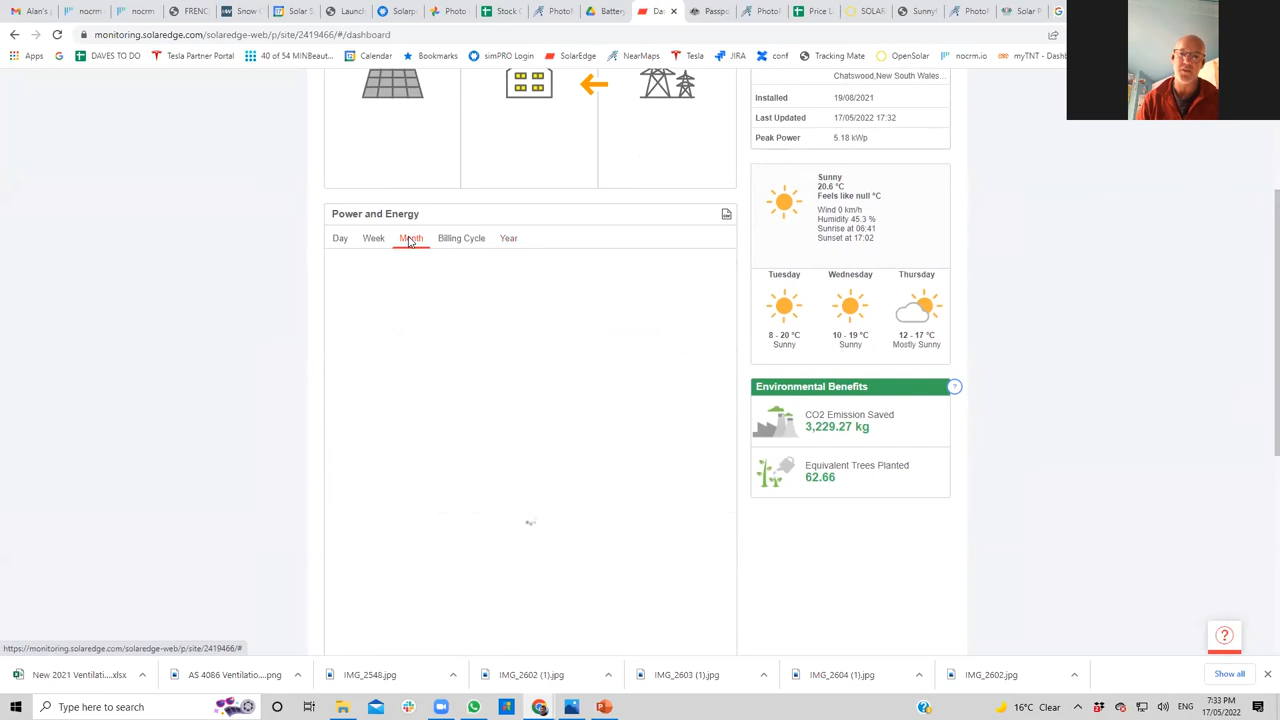 Alan's
nocrm
nocrm
FRENC
Snow C
Solar S
Launch
SolarEd
Photo
Stock C
Photo F
Batter
Da
Passp
Photo F
Price L
SOLAR
Sunny
Photo F
Solar P
monitoring.solaredge.com/solaredge-web/p/site/2419466/#/dashboard
Apps
DAVES TO DO
Tesla Partner Portal
40 of 54 MINBeaut...
Calendar
Bookmarks
simPRO Login
SolarEdge
NearMaps
Tesla
JIRA
conf
Tracking Mate
OpenSolar
nocrm.io
myTNT - Dashb
Chatswood,New South Wales...
Installed 19/08/2021
Last Updated 17/05/2022 17:32
Peak Power 5.18 kWp
Sunny
20.6 °C
Feels like null °C
Wind 0 km/h
Humidity 45.3 %
Sunrise at 06:41
Sunset at 17:02
Power and Energy
Day Week Month Billing Cycle Year
Tuesday Wednesday Thursday
8 - 20 °C 10 - 19 °C 12 - 17 °C
Sunny Sunny Mostly Sunny
Environmental Benefits ?
CO2 Emission Saved
3,229.27 kg
Equivalent Trees Planted
62.66
?
https://monitoring.solaredge.com/solaredge-web/p/site/2419466/#
New 2021 Ventilati....xlsx
AS 4086 Ventilatio....png
IMG_2548.jpg
IMG_2602 (1).jpg
IMG_2603 (1).jpg
IMG_2604 (1).jpg
IMG_2602.jpg
Show all
Type here to search
16°C Clear
7:33 PM
17/05/2022